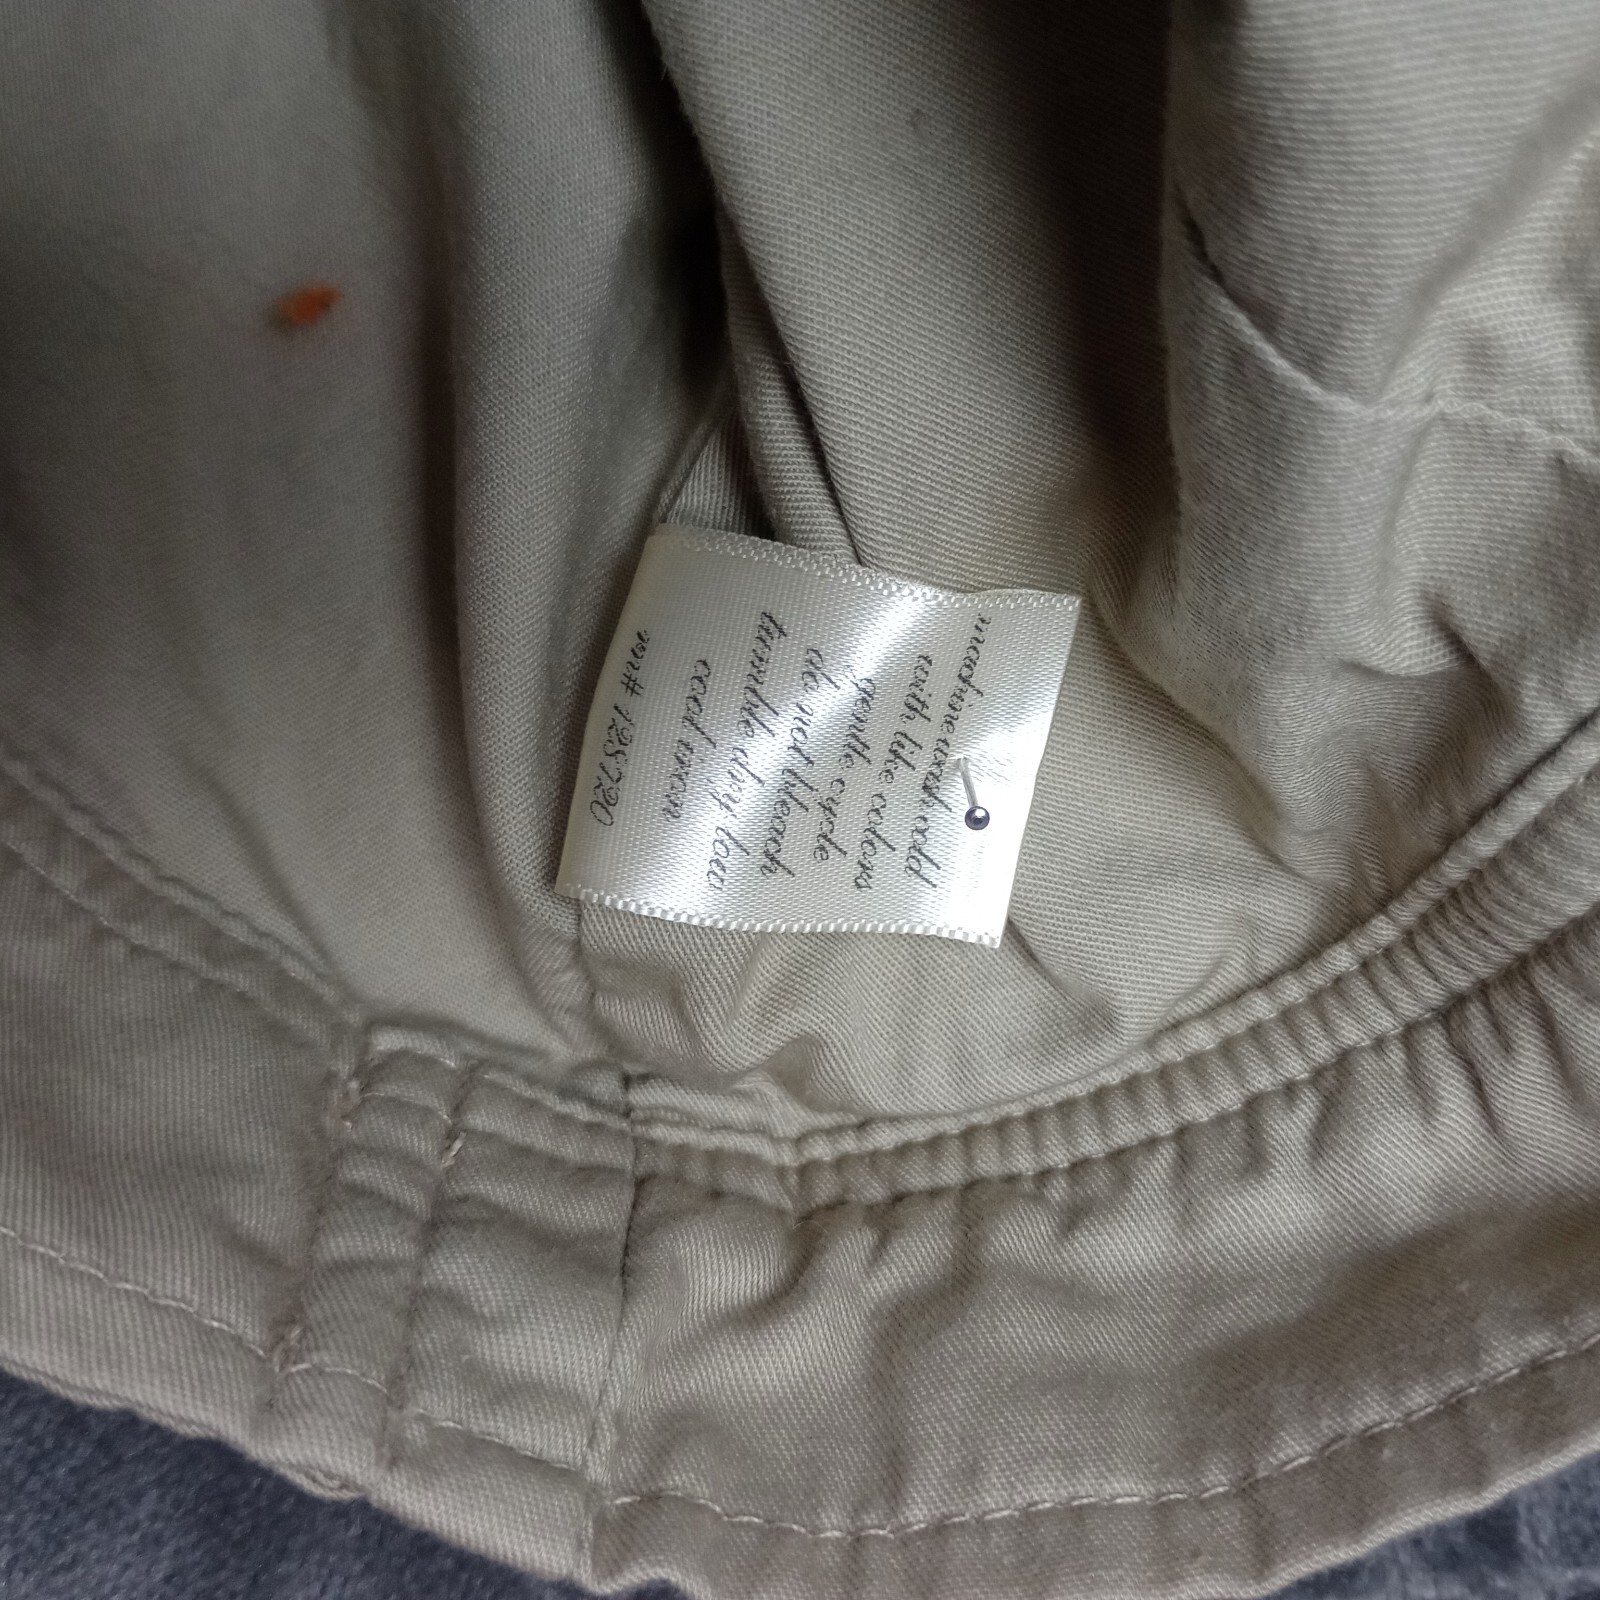 machine wash cold
with like colors
gentle cycle
do not bleach
tumble dry low
cool iron
rn# 128720